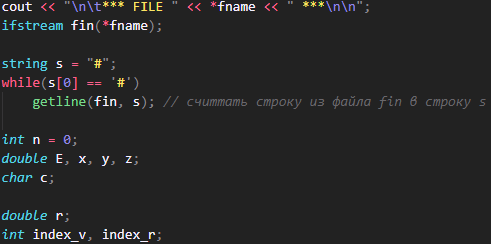 cout << "\n\t*** FILE " << *fname << " ***\n\n";
ifstream fin(*fname);
string s = "#";
while(s[0] == '#')
getline(fin, s); // считтать строку из файла fin в строку s
int n = 0;
double E, x, y, z;
char c;
double r;
int index_v, index_r;